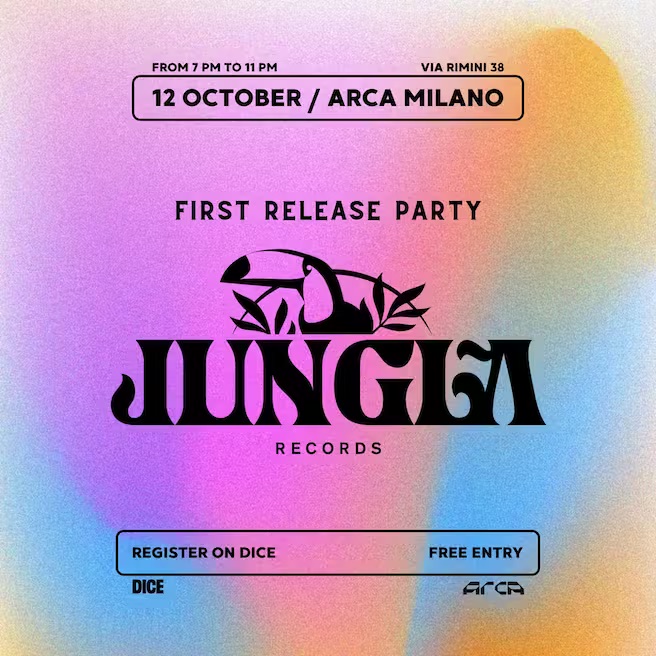 FROM 7 PM TO 11 PM VIA RIMINI 38
12 OCTOBER / ARCA MILANO
FIRST RELEASE PARTY
JUNGLA
RECORDS
REGISTER ON DICE FREE ENTRY
DICE ARCA